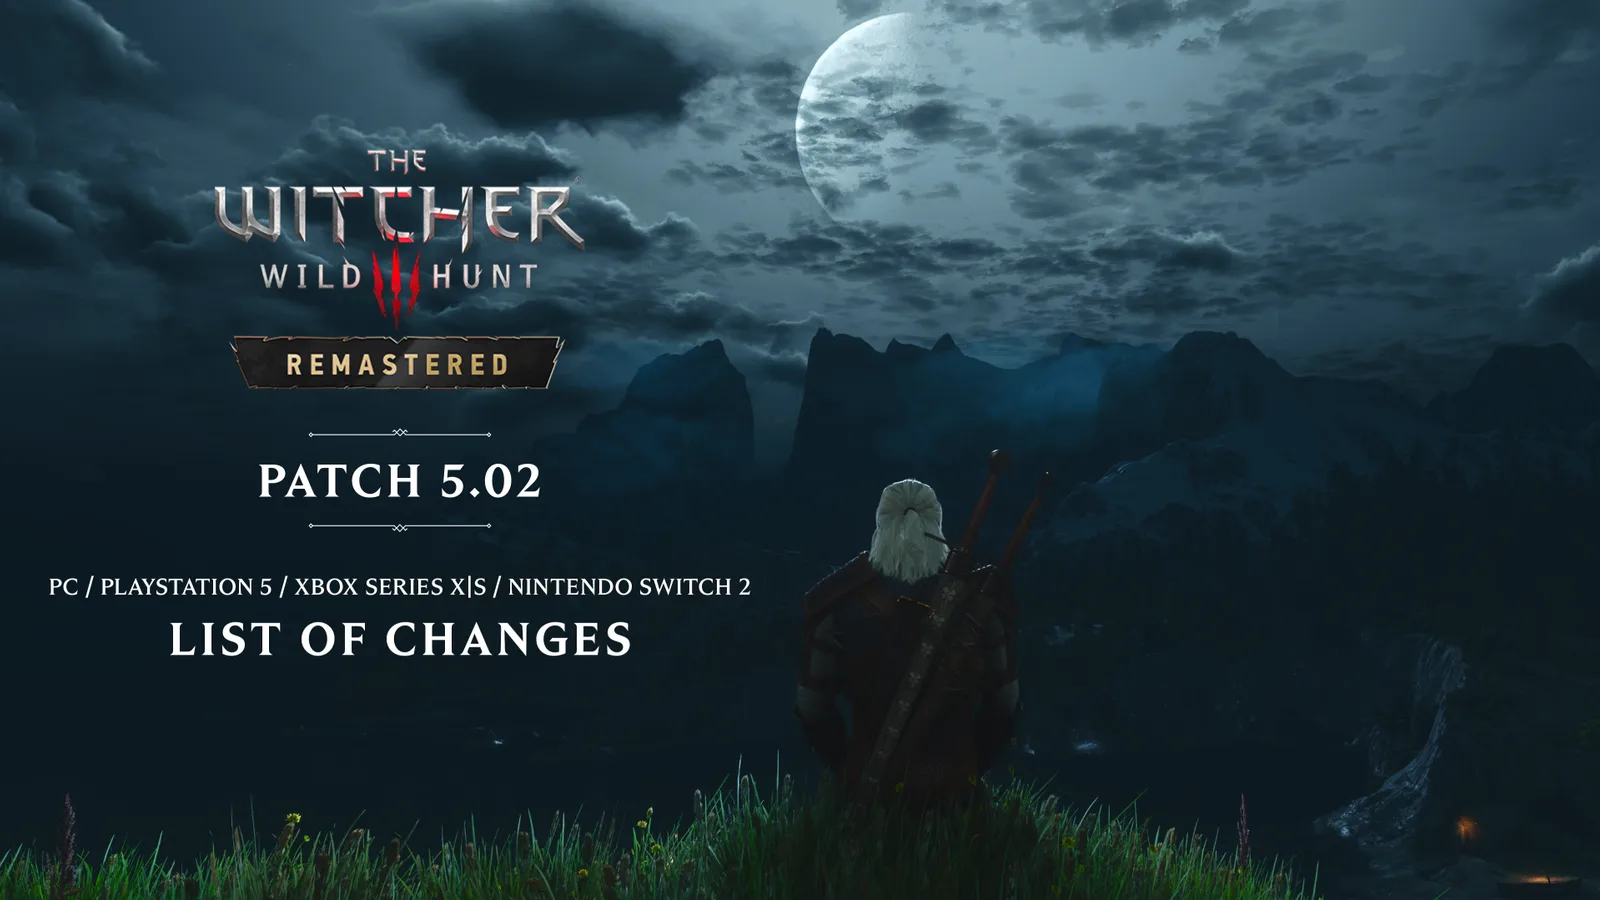 THE
WITCHER
WILD HUNT
REMASTERED
PATCH 5.02
PC / PLAYSTATION 5 / XBOX SERIES X|S / NINTENDO SWITCH 2
LIST OF CHANGES